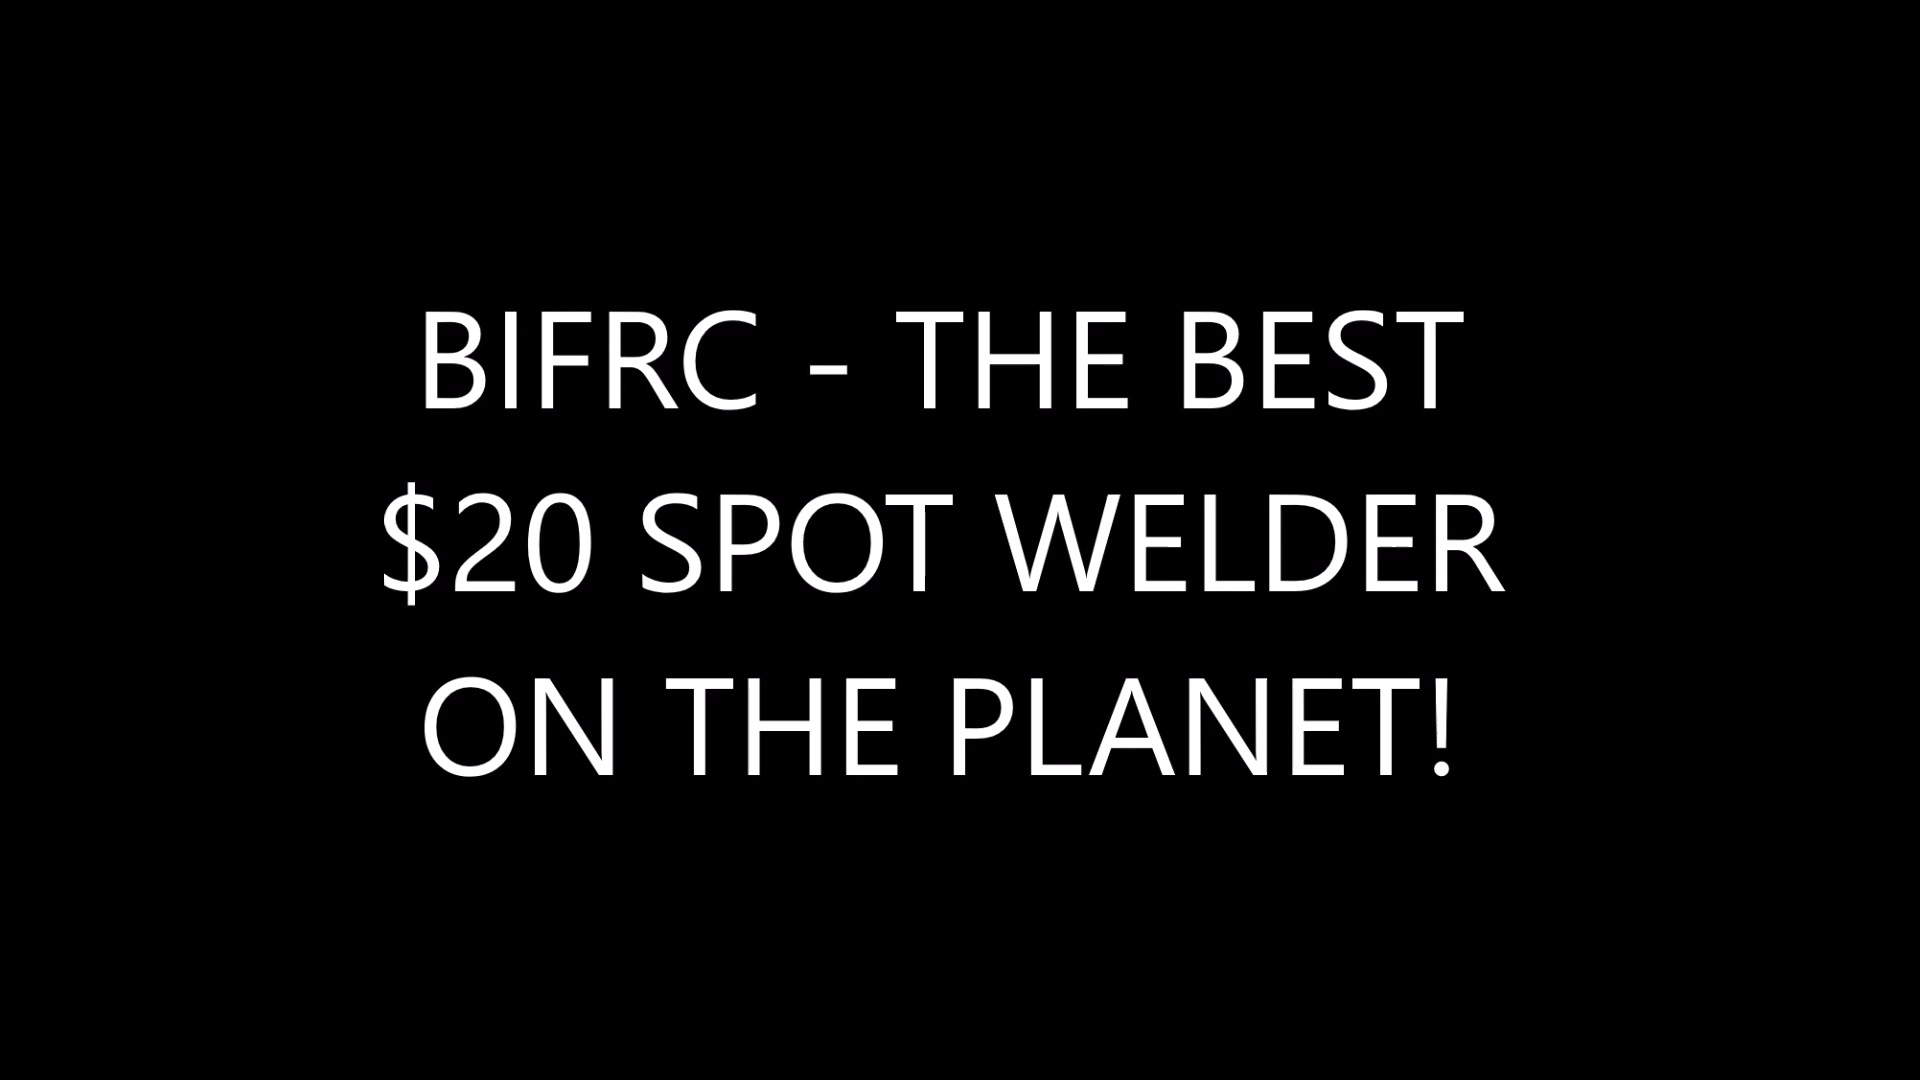 BIFRC - THE BEST
$20 SPOT WELDER
ON THE PLANET!